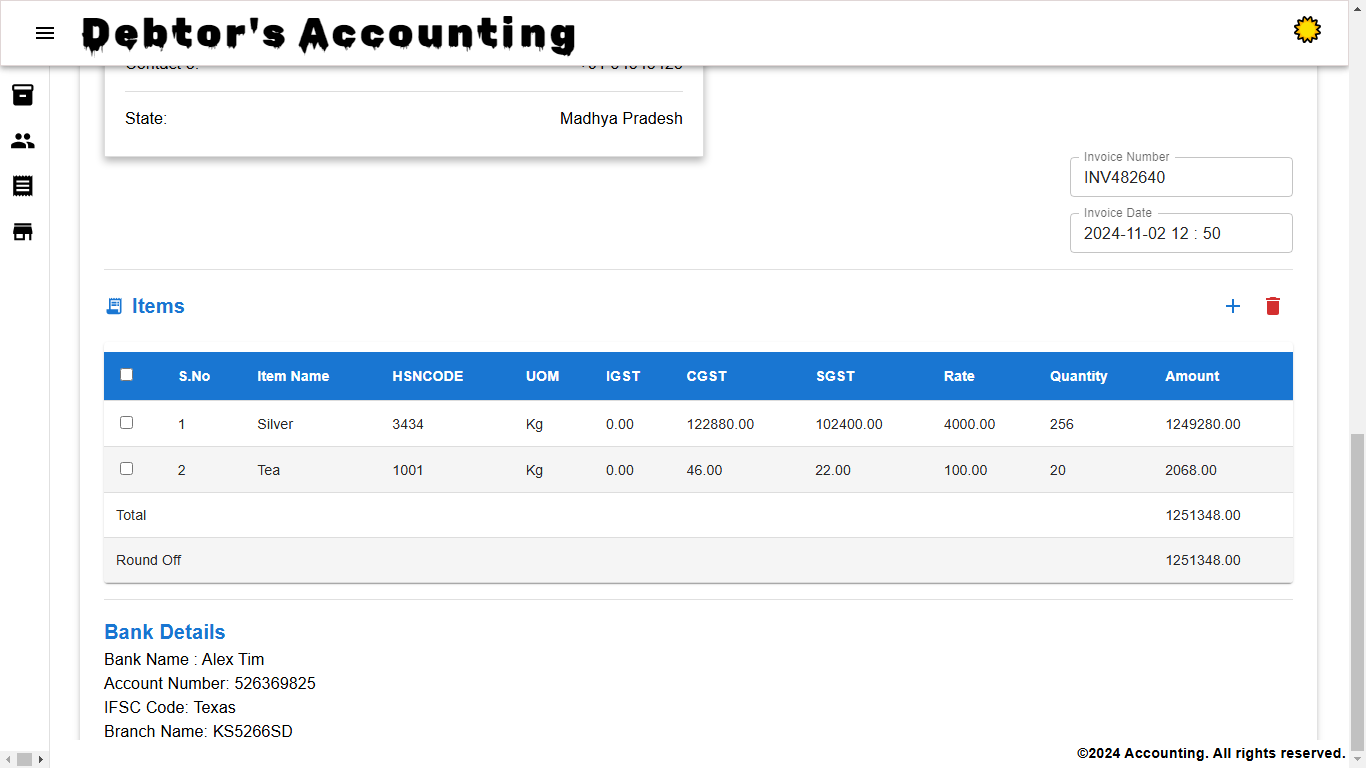 Debtor's Accounting
State: Madhya Pradesh
Invoice Number
INV482640
Invoice Date
2024-11-02 12 : 50
Items
S.No Item Name HSNCODE UOM IGST CGST SGST Rate Quantity Amount
1 Silver 3434 Kg 0.00 122880.00 102400.00 4000.00 256 1249280.00
2 Tea 1001 Kg 0.00 46.00 22.00 100.00 20 2068.00
Total 1251348.00
Round Off 1251348.00
Bank Details
Bank Name : Alex Tim
Account Number: 526369825
IFSC Code: Texas
Branch Name: KS5266SD
©2024 Accounting. All rights reserved.